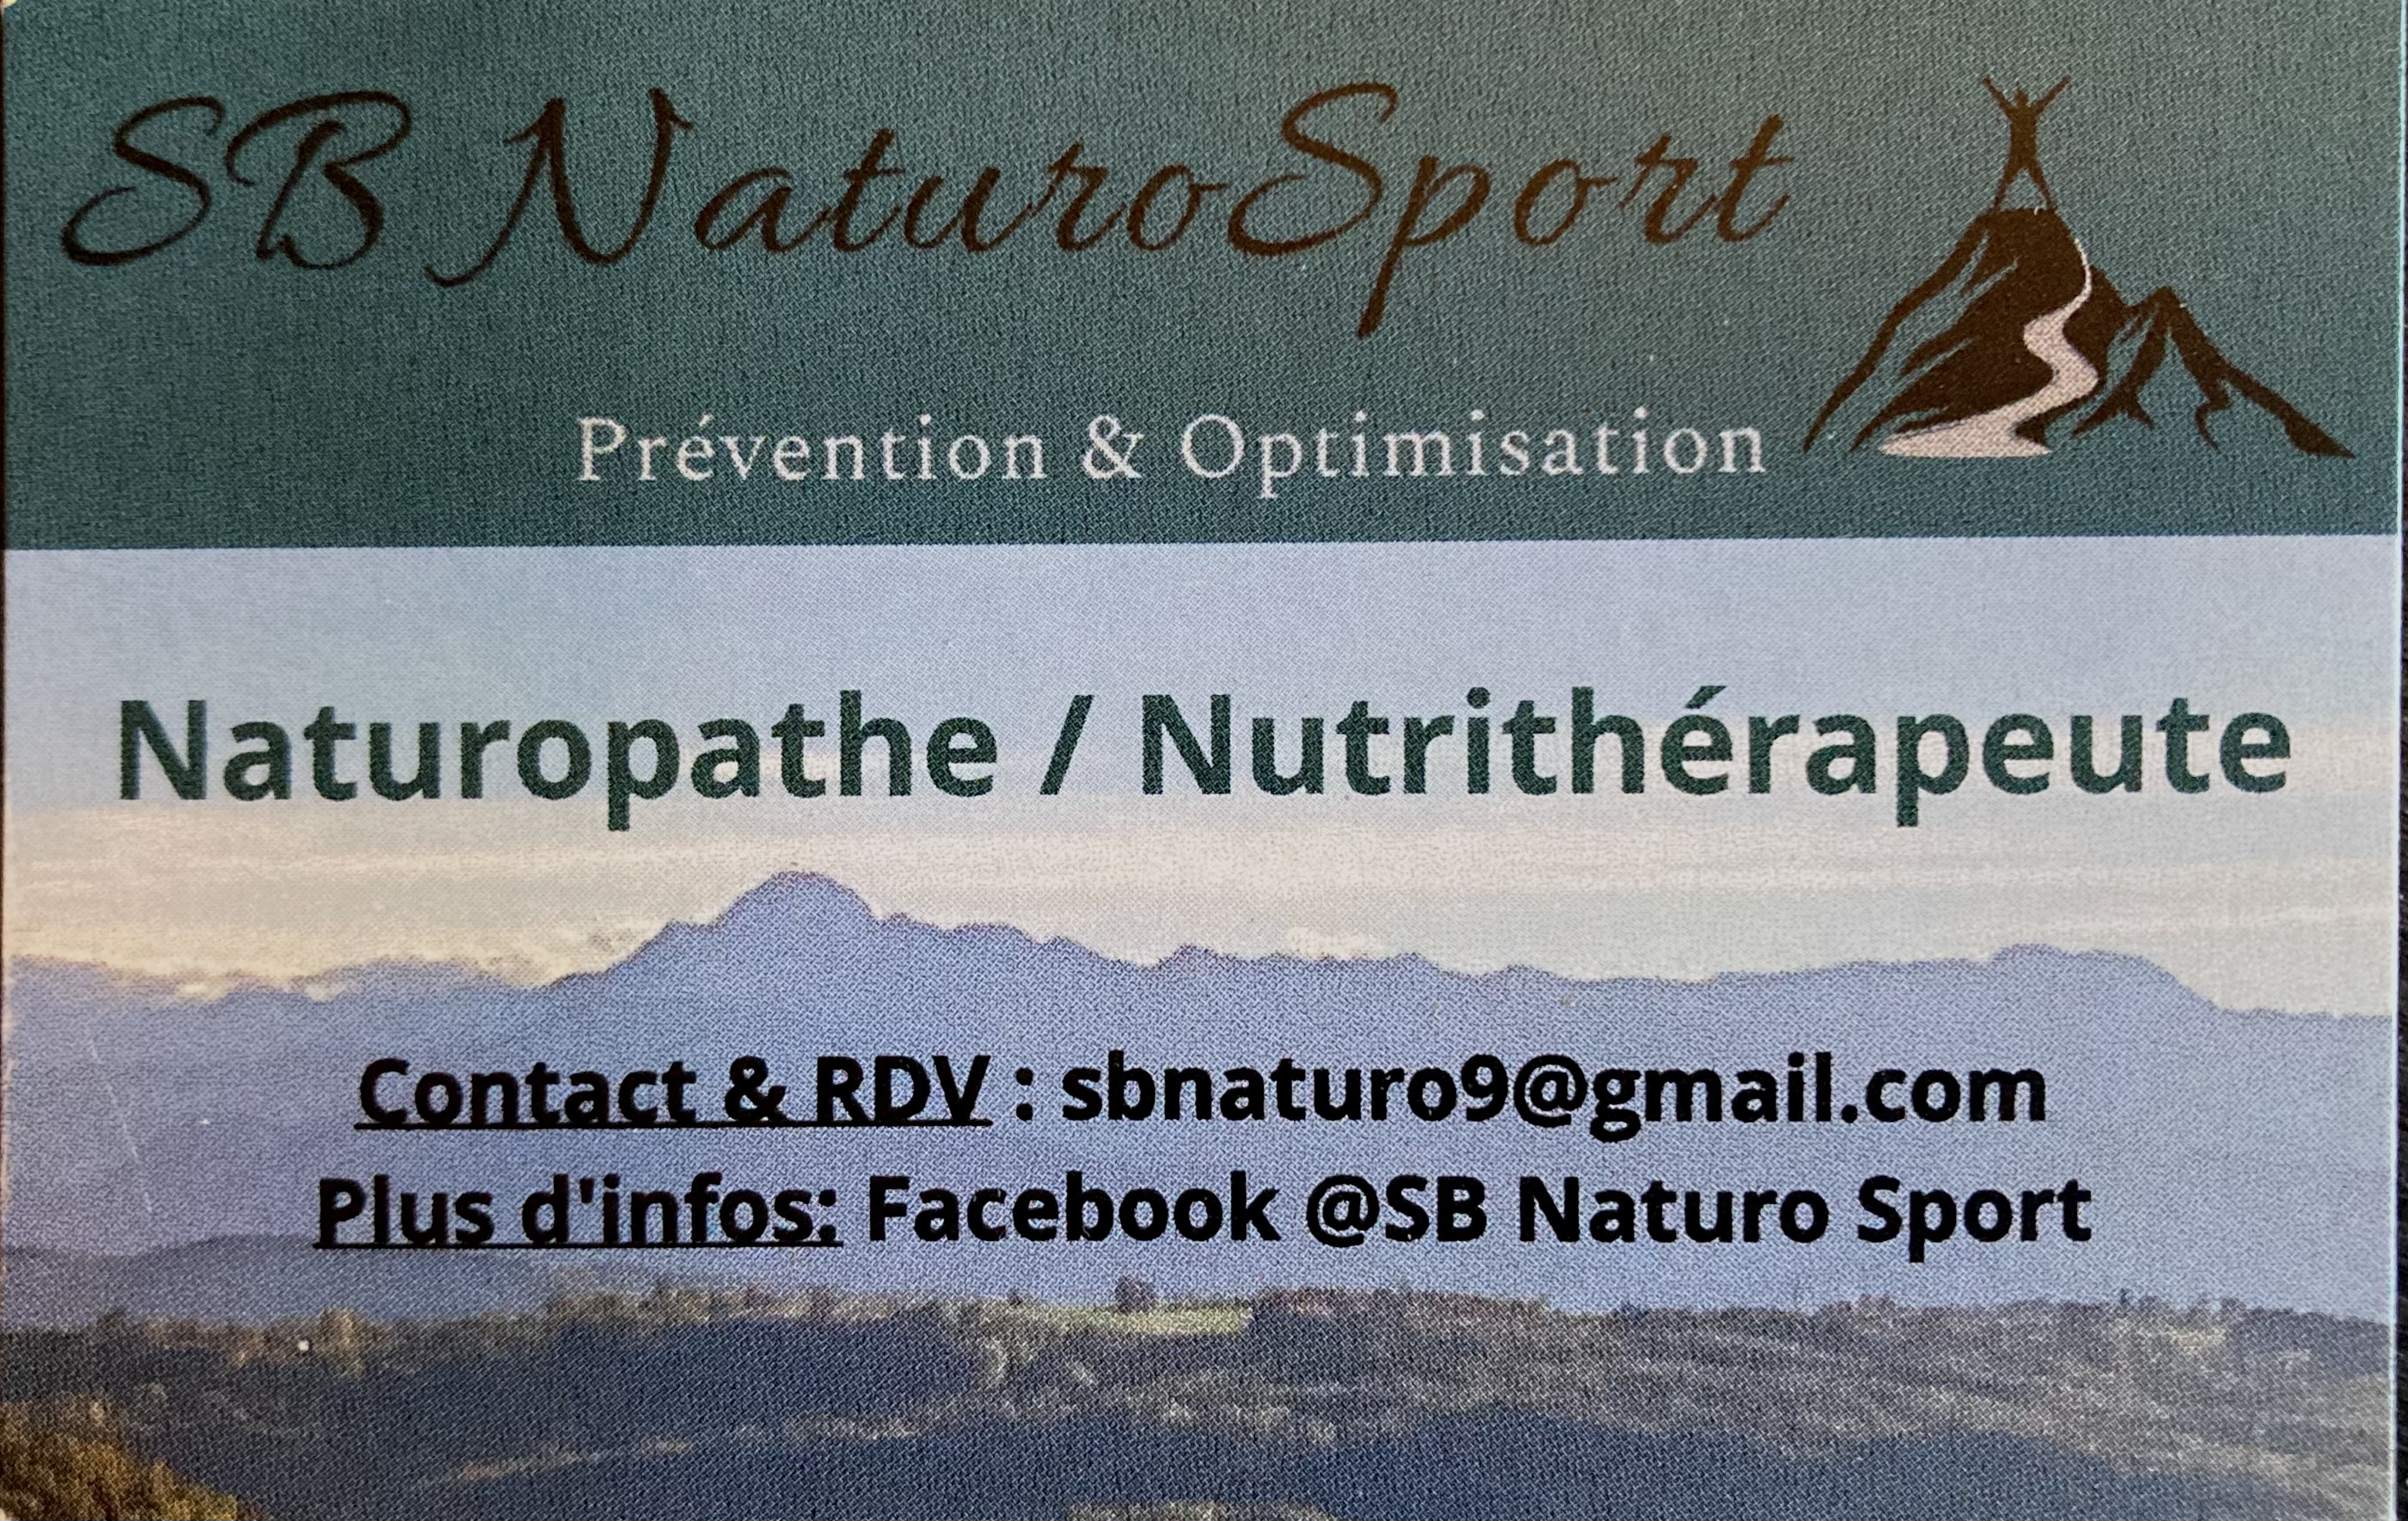 SB NaturoSport
Prévention & Optimisation
Naturopathe / Nutrithérapeute
Contact & RDV : sbnaturo9@gmail.com
Plus d'infos: Facebook @SB Naturo Sport